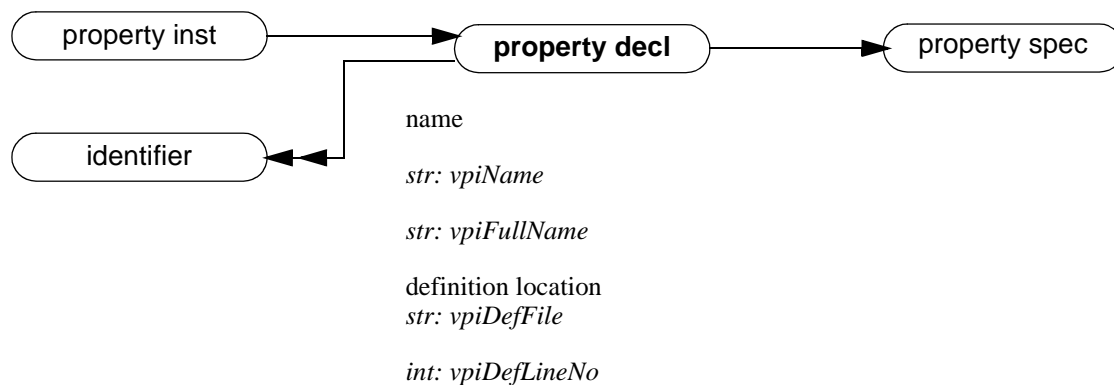 property inst
property decl
property spec
identifier
name
str: vpiName
str: vpiFullName
definition location
str: vpiDefFile
int: vpiDefLineNo